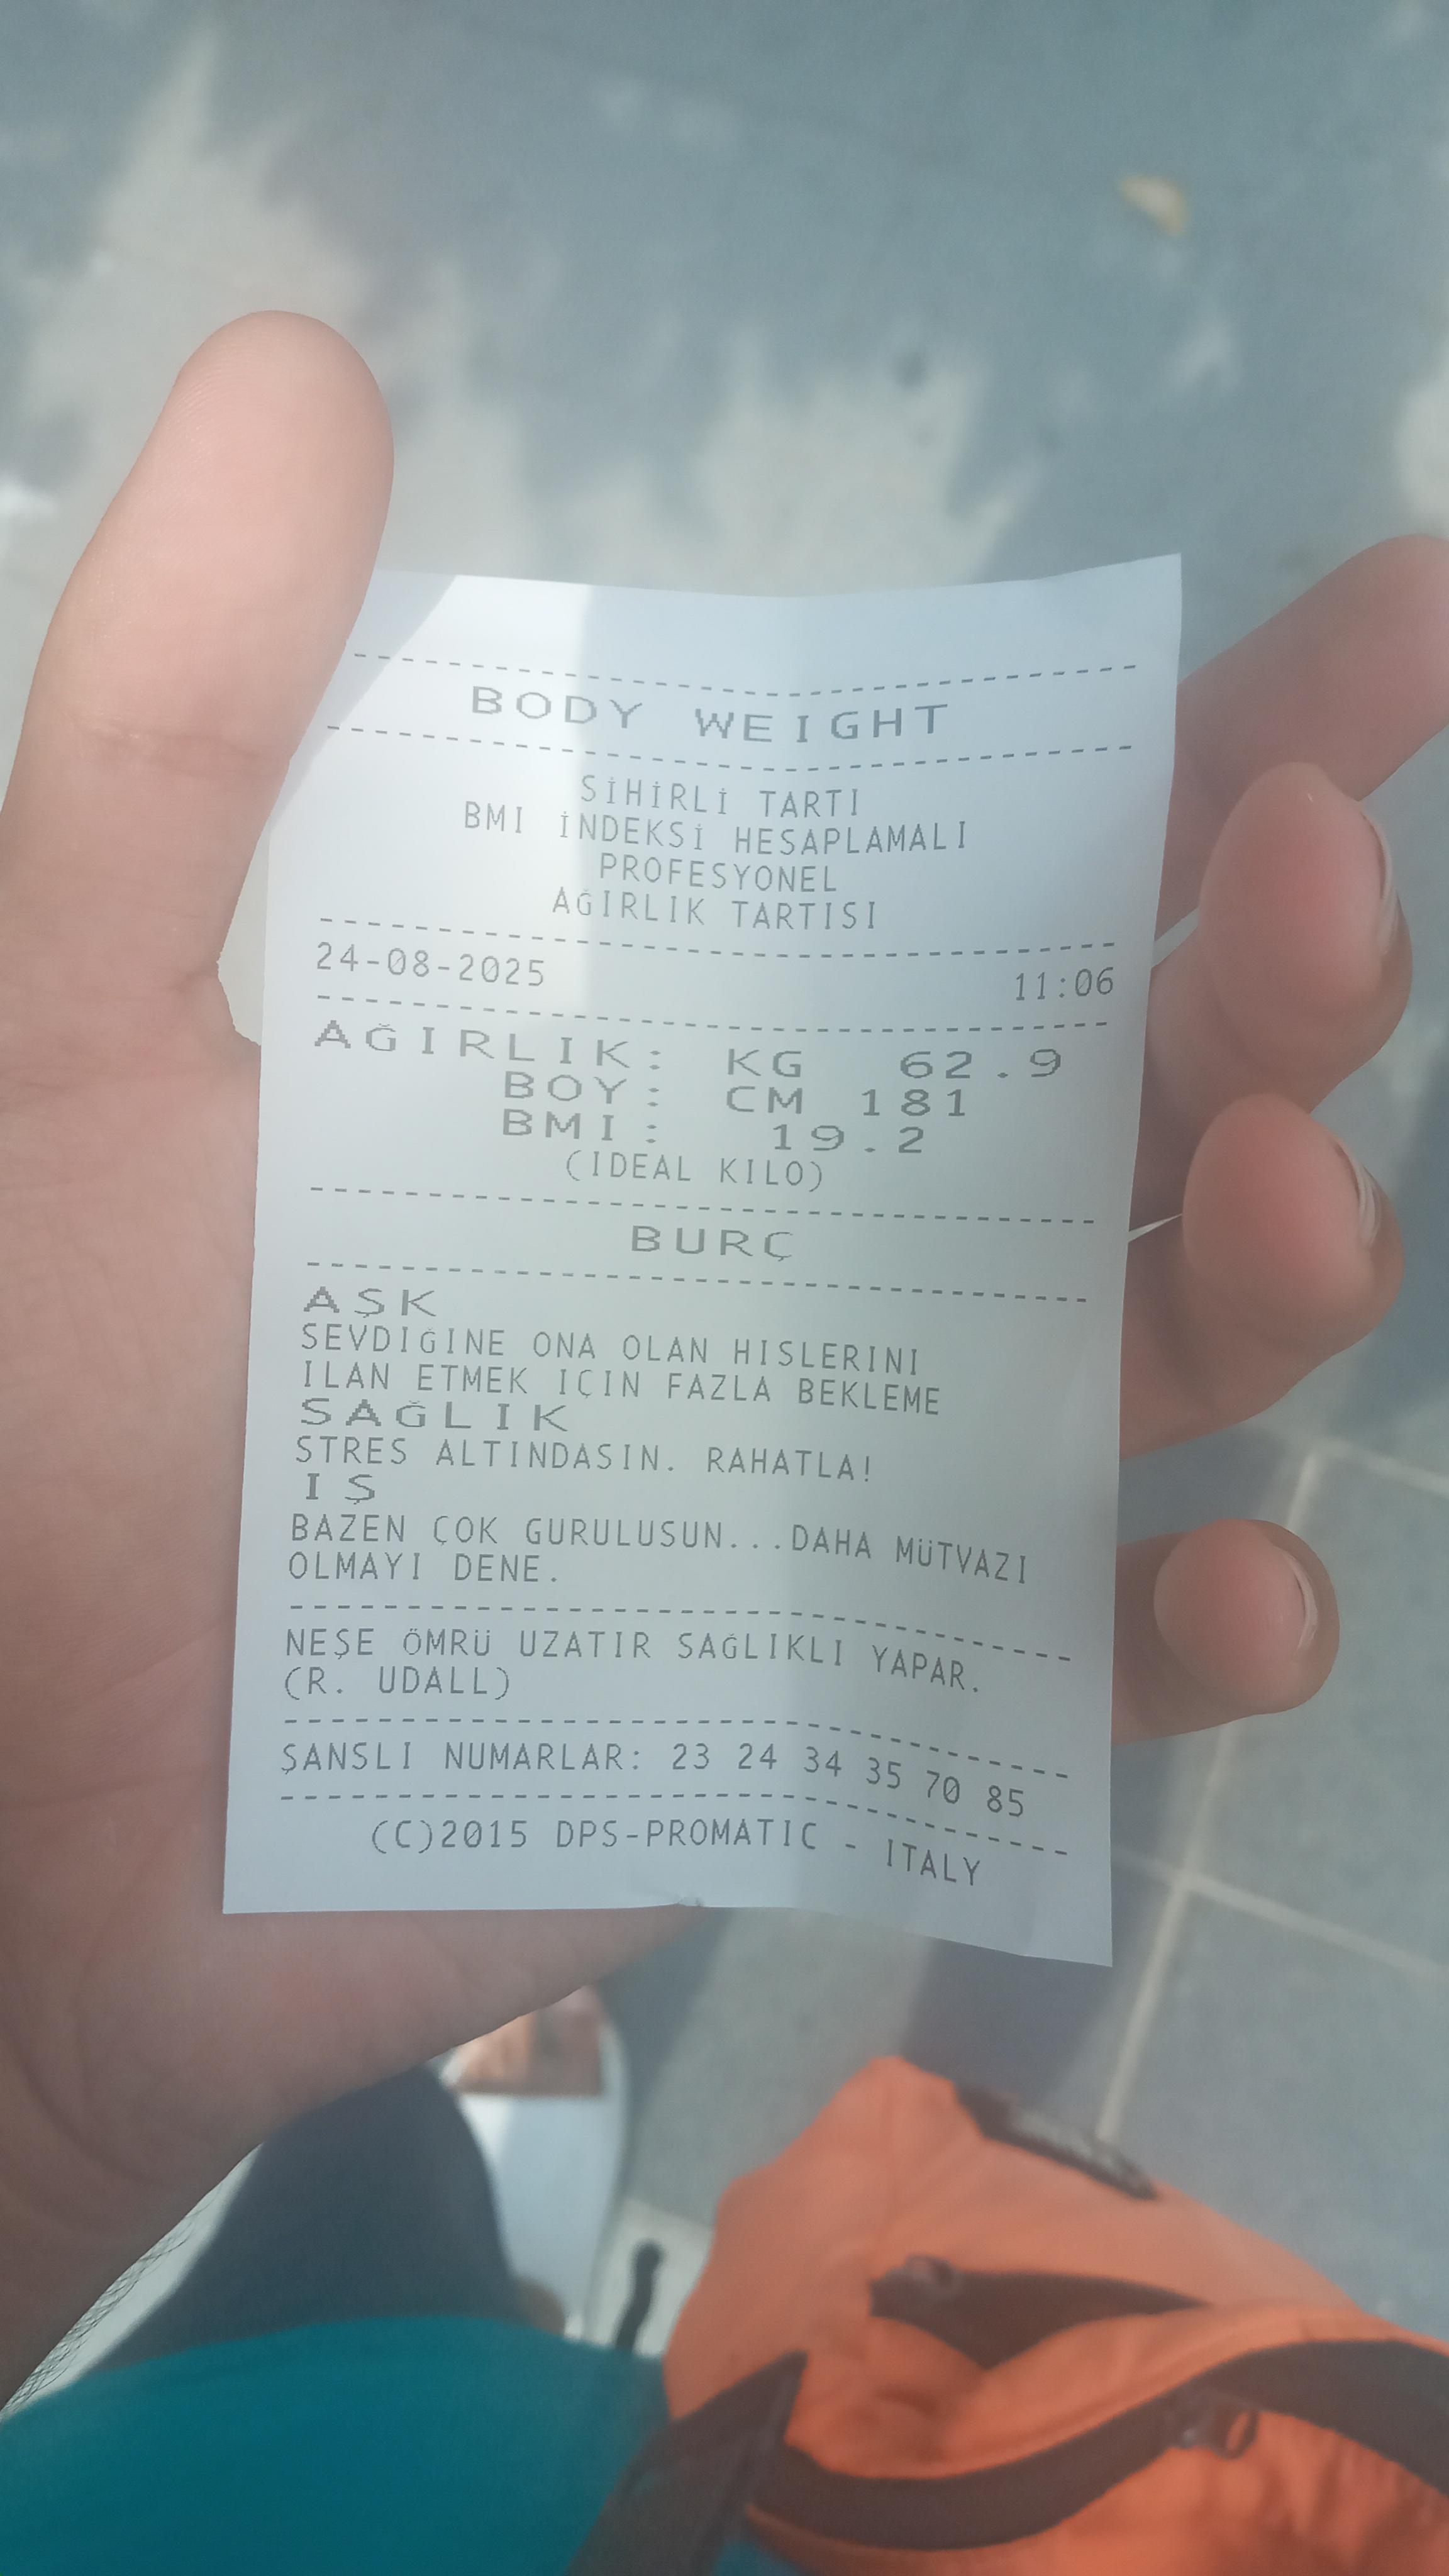 BODY WEIGHT
SİHİRLİ TARTI
BMI İNDEKSİ HESAPLAMALI
PROFESYONEL
AĞIRLIK TARTISI
24-08-2025 11:06
AĞIRLIK: KG 62.9
BOY: CM 181
BMI: 19.2
(IDEAL KILO)
BURÇ
AŞK
SEVDIĞINE ONA OLAN HISLERINI
ILAN ETMEK IÇIN FAZLA BEKLEME
SAĞLIK
STRES ALTINDASIN. RAHATLA!
IŞ
BAZEN ÇOK GURULUSUN...DAHA MÜTVAZI
OLMAYI DENE.
NEŞE ÖMRÜ UZATIR SAĞLIKLI YAPAR.
(R. UDALL)
ŞANSLI NUMARLAR: 23 24 34 35 70 85
(C)2015 DPS-PROMATIC - ITALY